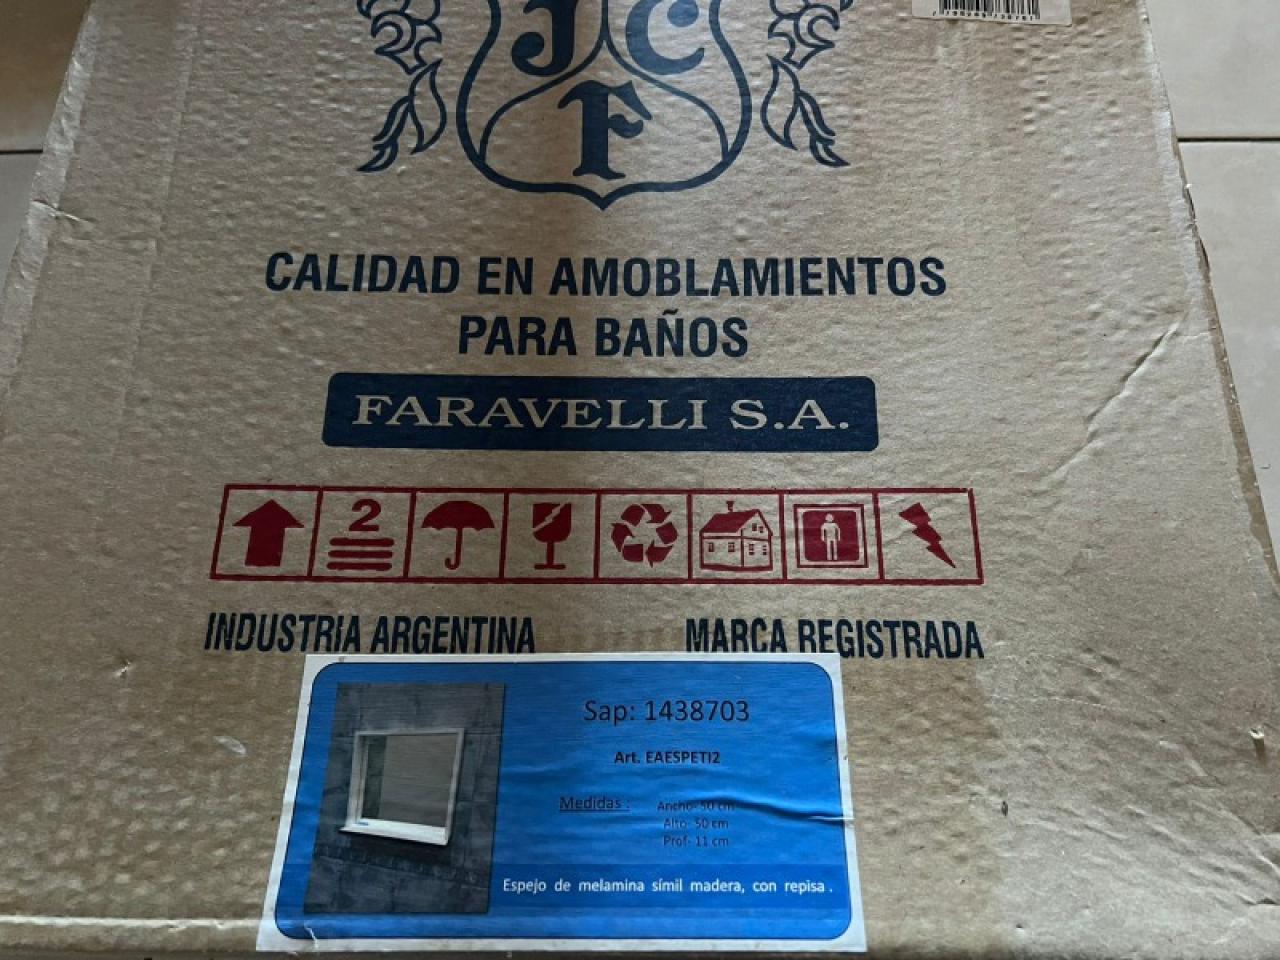 J C
F
CALIDAD EN AMOBLAMIENTOS
PARA BAÑOS
FARAVELLI S.A.
2
INDUSTRIA ARGENTINA MARCA REGISTRADA
Sap: 1438703
Art. EAESPETI2
Medidas : Ancho- 50 cm
Alto- 50 cm
Prof- 11 cm
Espejo de melamina símil madera, con repisa .